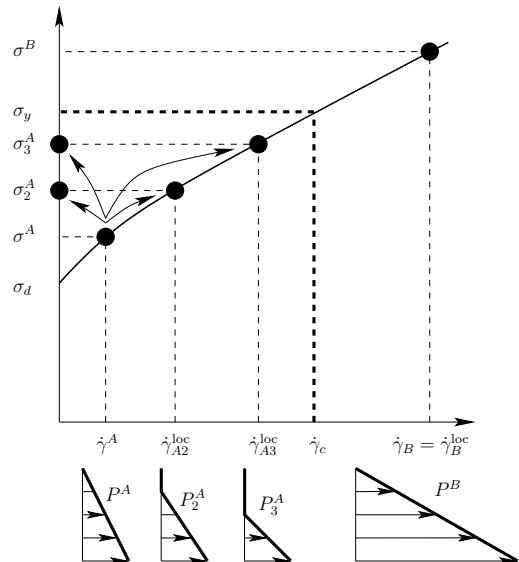 σ^B
σ_y
σ_3^A
σ_2^A
σ^A
σ_d
γ̇^A γ̇_{A2}^{loc} γ̇_{A3}^{loc} γ̇_c γ̇_B = γ̇_B^{loc}
P^A P_2^A P_3^A P^B